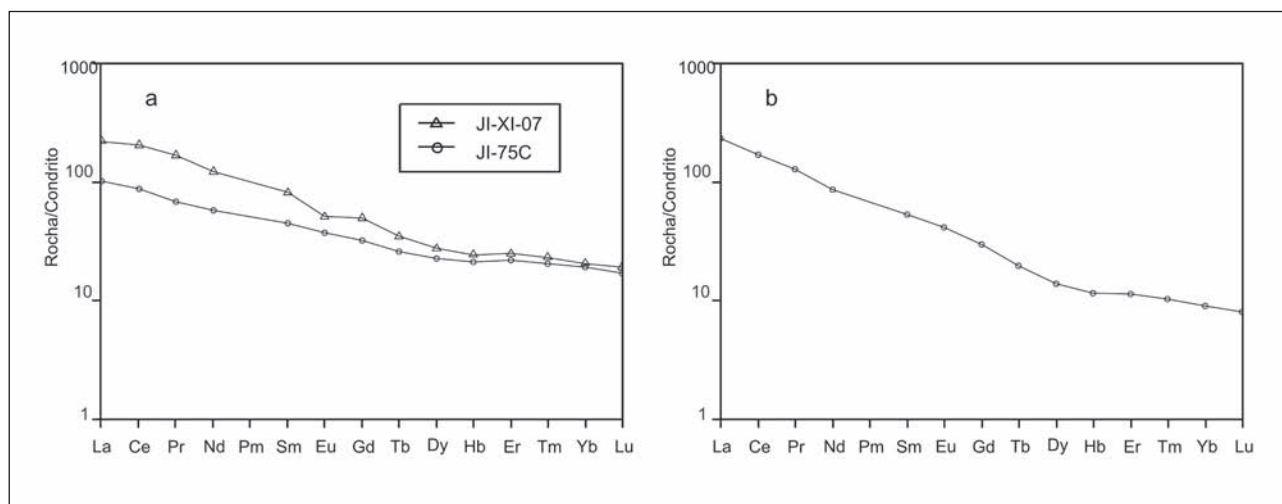 a
JI-XI-07
JI-75C
1000
100
10
1
Rocha/Condrito
La Ce Pr Nd Pm Sm Eu Gd Tb Dy Hb Er Tm Yb Lu
b
1000
100
10
1
Rocha/Condrito
La Ce Pr Nd Pm Sm Eu Gd Tb Dy Hb Er Tm Yb Lu